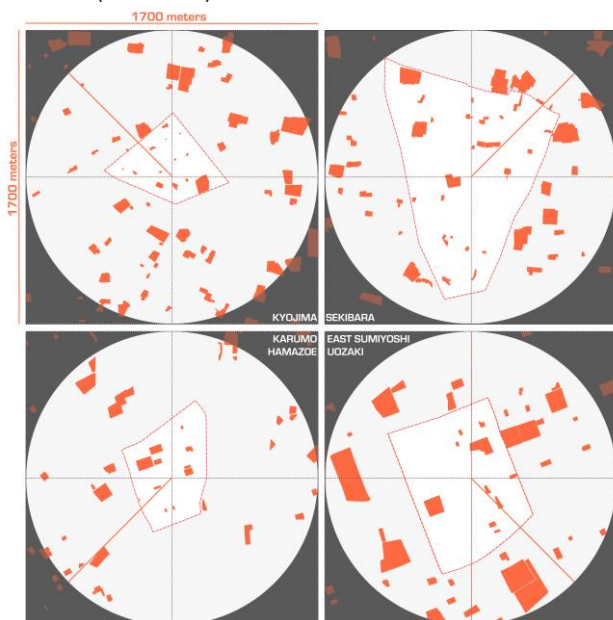 1700 meters
1700 meters
KYOJIMA
SEKIBARA
KARUMO
HAMAZOE
EAST SUMIYOSHI
UOZAKI